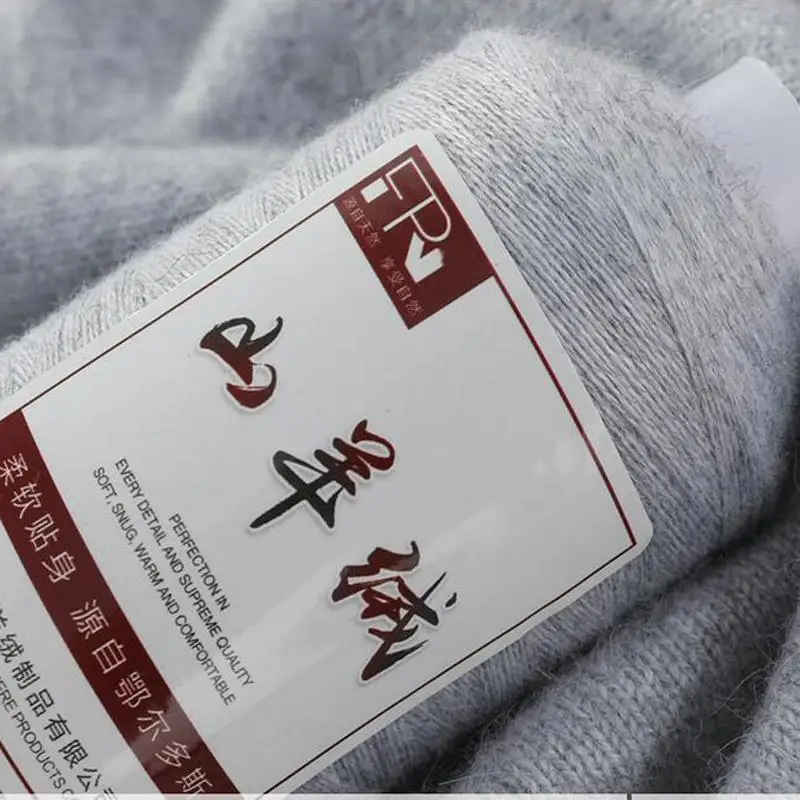 源自天然 享受自然
山羊绒
PERFECTION IN
EVERY DETAIL AND SUPREME QUALITY
SOFT, SNUG, WARM AND COMFORTABLE
柔软贴身 源自鄂尔多斯
羊绒制品有限公司
PRODUCTS